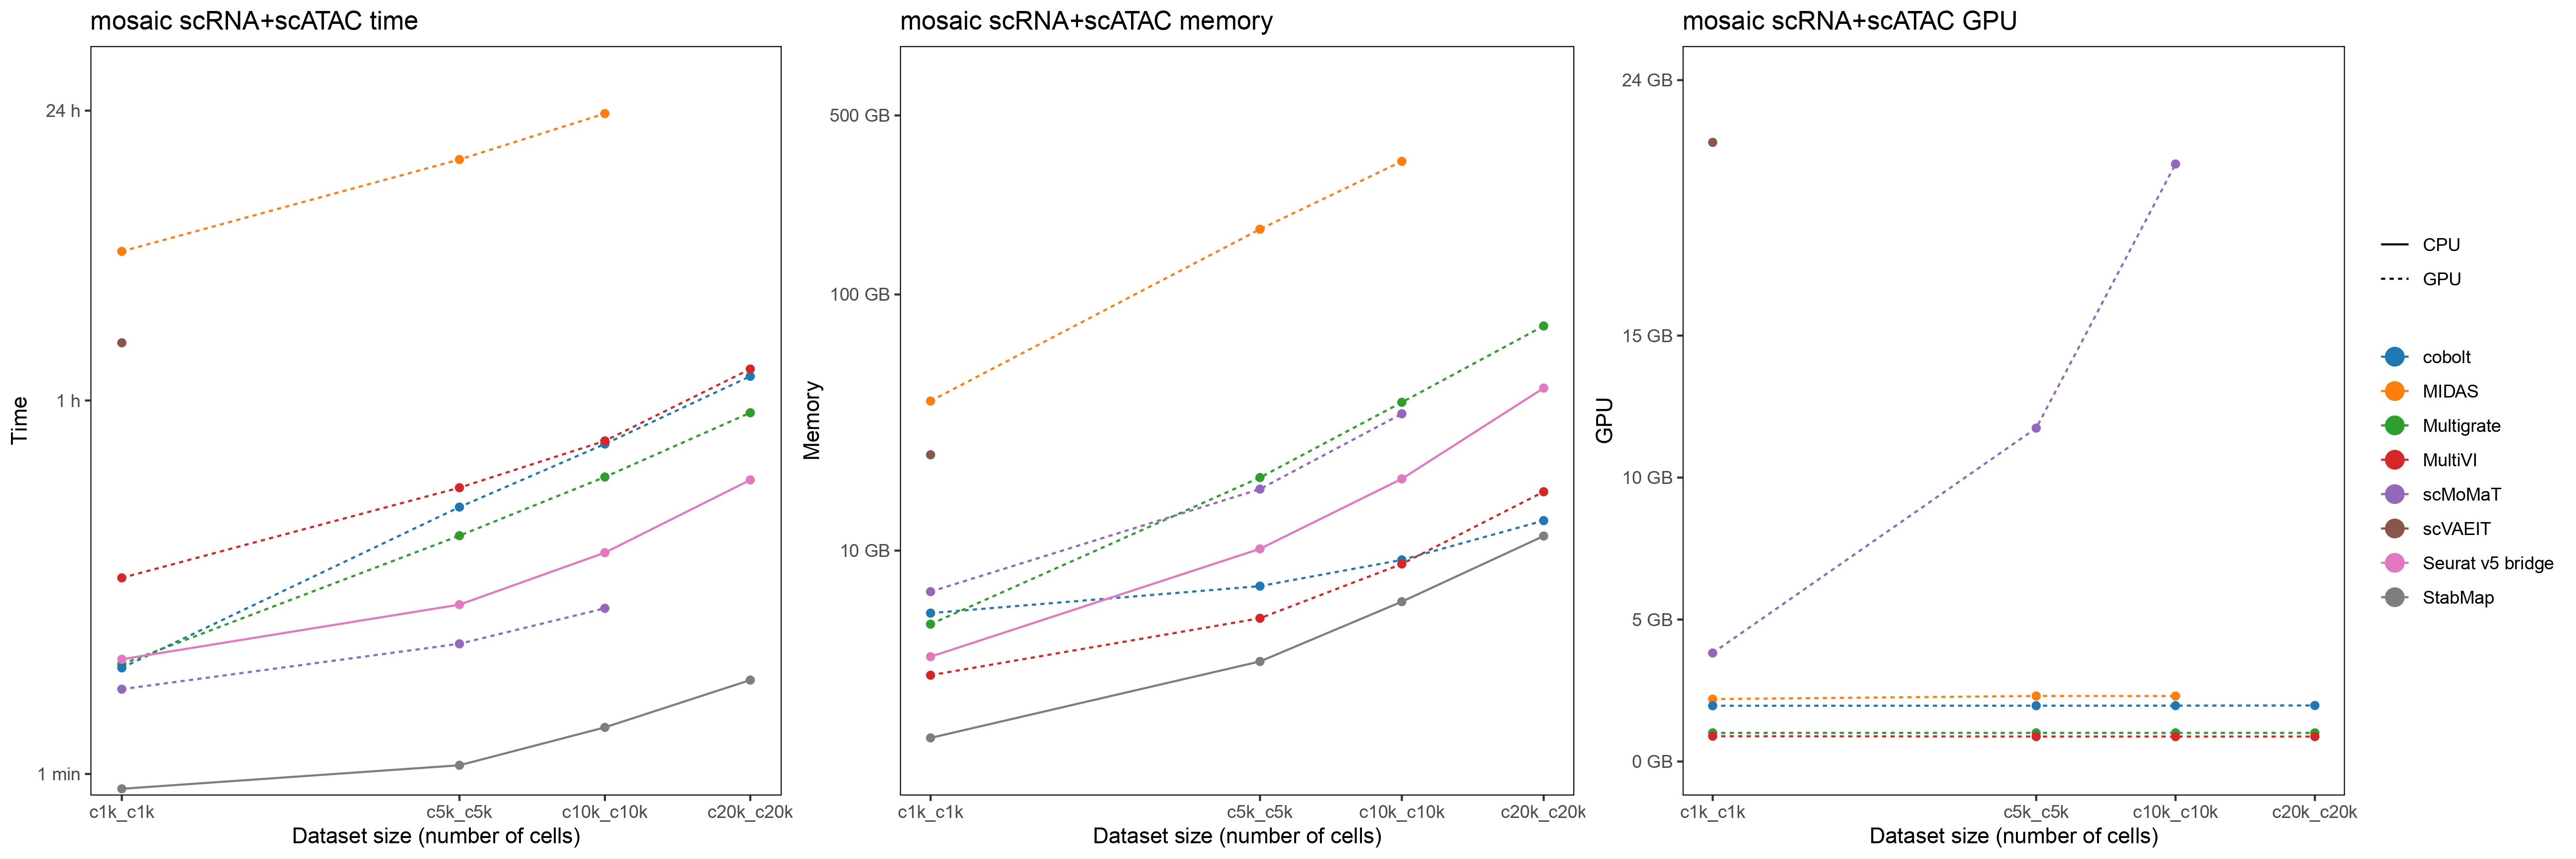 mosaic scRNA+scATAC time
24 h
1 h
1 min
Time
c1k_c1k
c5k_c5k
c10k_c10k
c20k_c20k
Dataset size (number of cells)
mosaic scRNA+scATAC memory
500 GB
100 GB
10 GB
Memory
c1k_c1k
c5k_c5k
c10k_c10k
c20k_c20k
Dataset size (number of cells)
mosaic scRNA+scATAC GPU
24 GB
15 GB
10 GB
5 GB
0 GB
GPU
c1k_c1k
c5k_c5k
c10k_c10k
c20k_c20k
Dataset size (number of cells)
CPU
GPU
cobolt
MIDAS
Multigrate
MultiVI
scMoMaT
scVAEIT
Seurat v5 bridge
StabMap